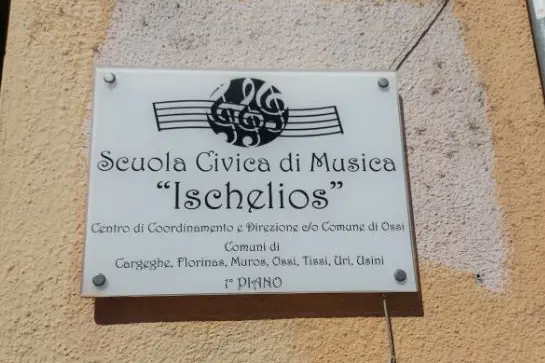 Scuola Civica di Musica
“Ischelios”
Centro di Coordinamento e Direzione c/o Comune di Ossi
Comuni di
Cargeghe, Florinas, Muros, Ossi, Tissi, Uri, Usini
1° PIANO